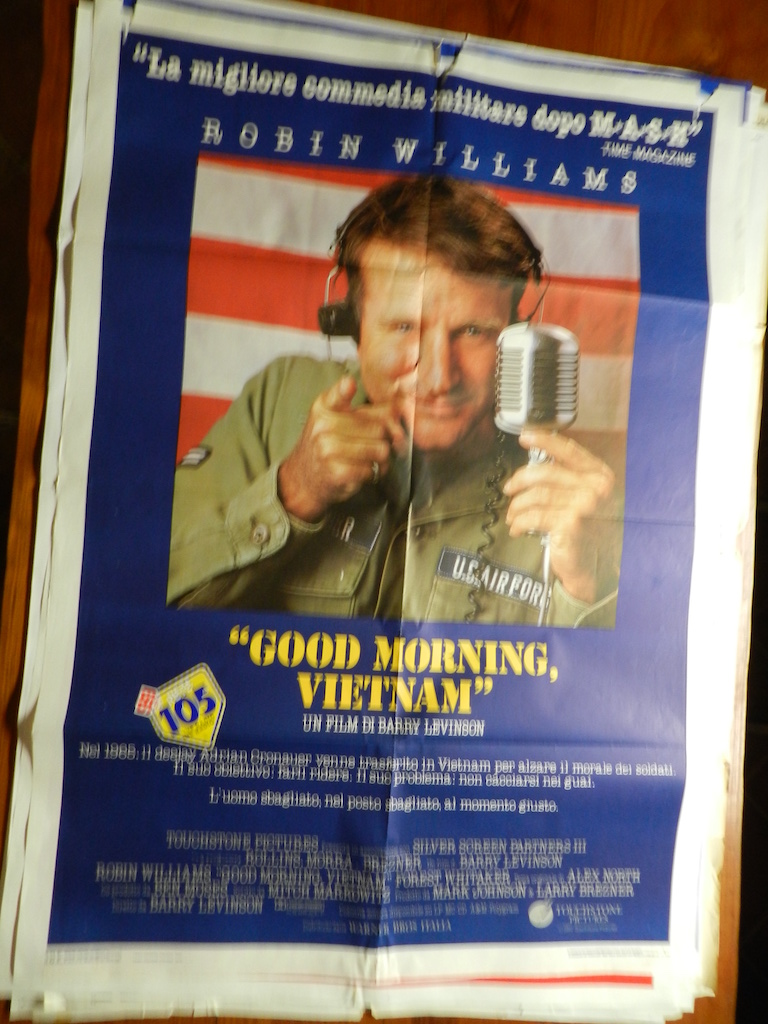 "La migliore commedia militare dopo M*A*S*H"
TIME MAGAZINE
ROBIN WILLIAMS
U.S. AIR FORC
R
"GOOD MORNING,
VIETNAM"
105
UN FILM DI BARRY LEVINSON
Nel 1965, il deejay Adrian Cronauer venne trasferito in Vietnam per alzare il morale dei soldati.
Il suo obiettivo: farli ridere. Il suo problema: non cacciarsi nei guai.
L'uomo sbagliato, nel posto sbagliato, al momento giusto.
TOUCHSTONE PICTURES SILVER SCREEN PARTNERS III
ROLLINS, MORRA, BREZNER BARRY LEVINSON
ROBIN WILLIAMS "GOOD MORNING, VIETNAM" FOREST WHITAKER ALEX NORTH
BEN MOSES MITCH MARKOWITZ MARK JOHNSON & LARRY BREZNER
BARRY LEVINSON TOUCHSTONE
PICTURES
WARNER BROS ITALIA